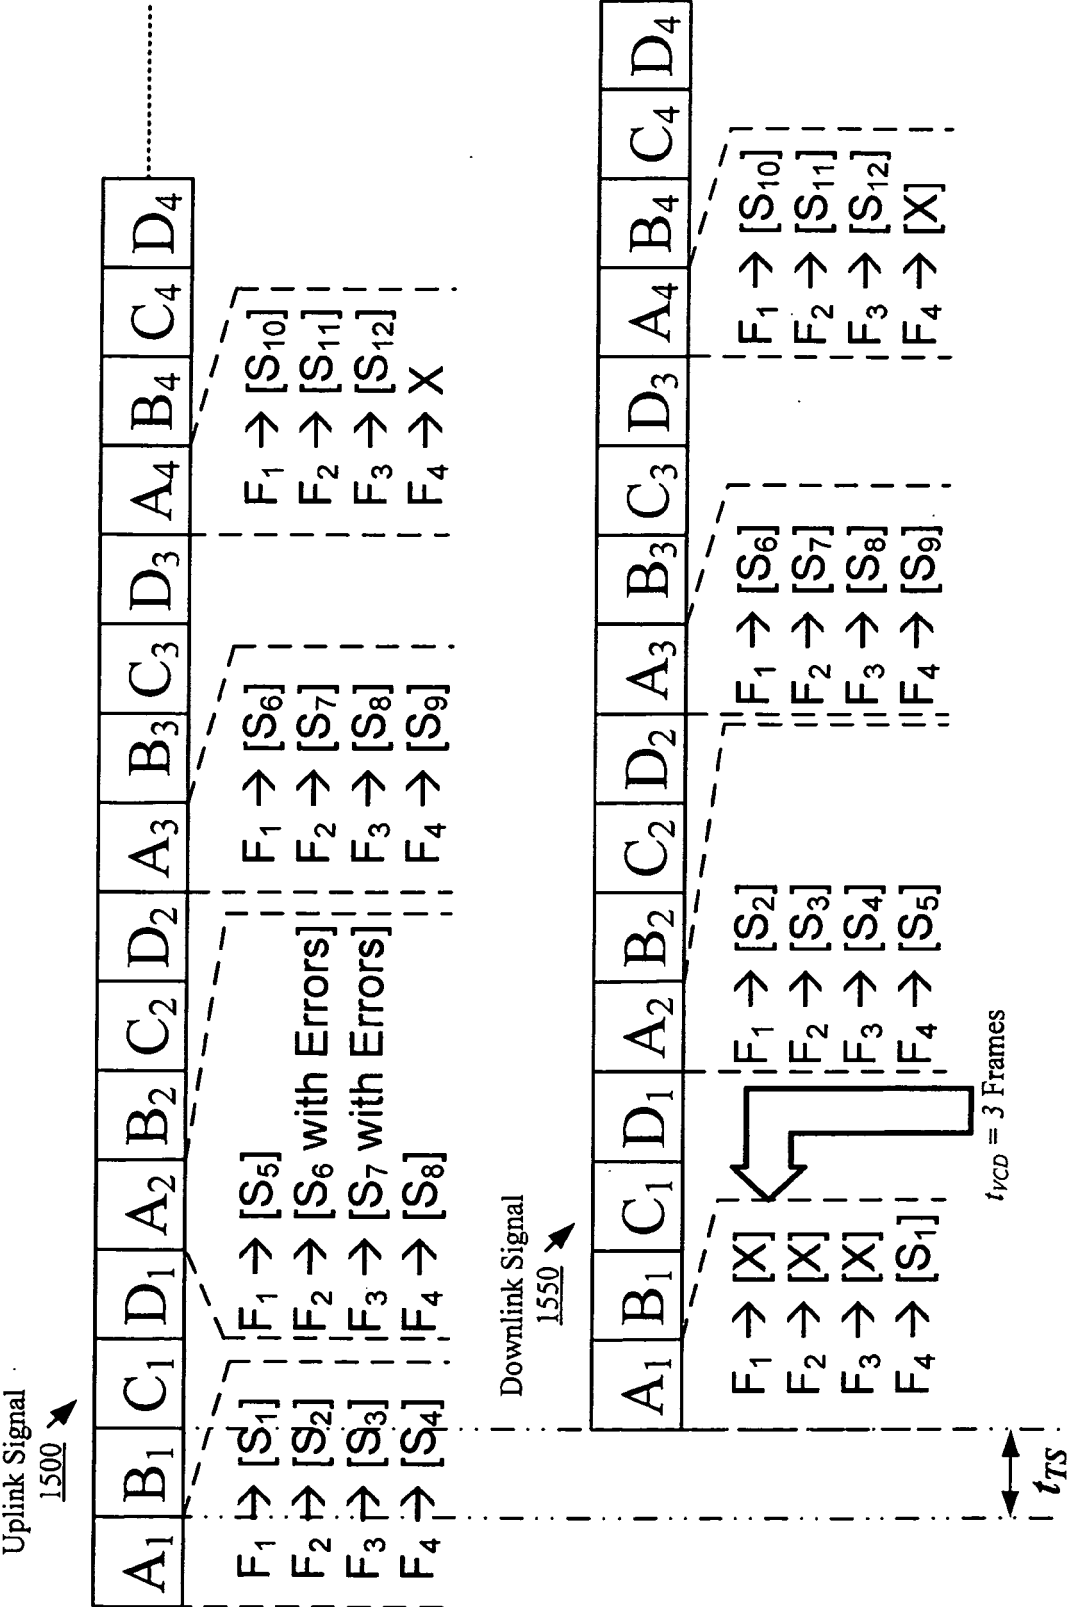 Uplink Signal
1500
A1 B1 C1 D1 A2 B2 C2 D2 A3 B3 C3 D3 A4 B4 C4 D4
F1 → [S1]
F2 → [S2]
F3 → [S3]
F4 → [S4]
F1 → [S5]
F2 → [S6 with Errors]
F3 → [S7 with Errors]
F4 → [S8]
F1 → [S6]
F2 → [S7]
F3 → [S8]
F4 → [S9]
F1 → [S10]
F2 → [S11]
F3 → [S12]
F4 → X
Downlink Signal
1550
A1 B1 C1 D1 A2 B2 C2 D2 A3 B3 C3 D3 A4 B4 C4 D4
F1 → [X]
F2 → [X]
F3 → [X]
F4 → [S1]
tVCD = 3 Frames
F1 → [S2]
F2 → [S3]
F3 → [S4]
F4 → [S5]
F1 → [S6]
F2 → [S7]
F3 → [S8]
F4 → [S9]
F1 → [S10]
F2 → [S11]
F3 → [S12]
F4 → [X]
tTS